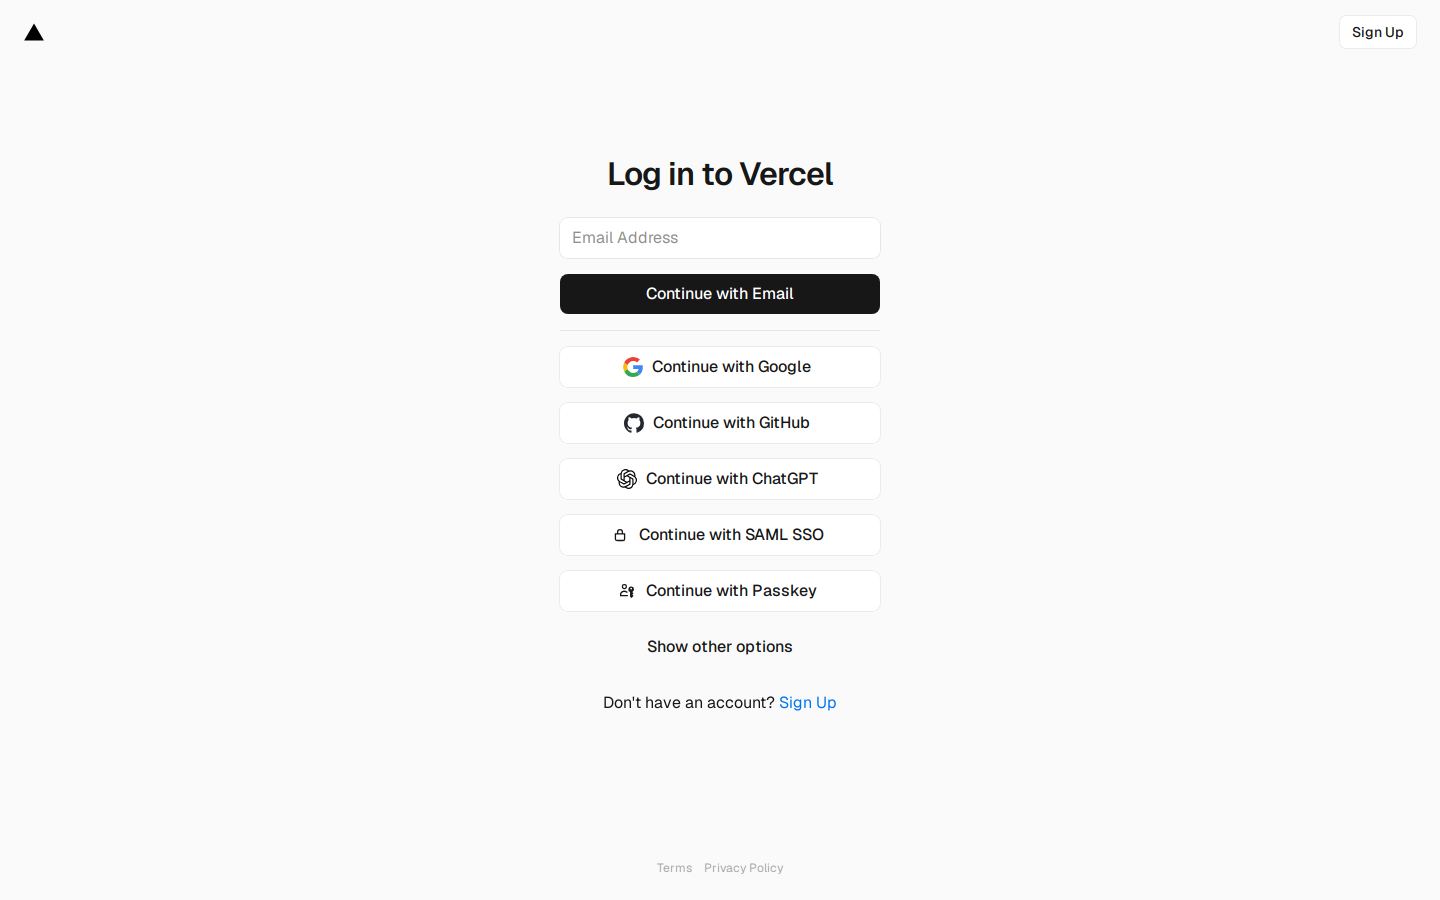 Sign Up
Log in to Vercel
Email Address
Continue with Email
Continue with Google
Continue with GitHub
Continue with ChatGPT
Continue with SAML SSO
Continue with Passkey
Show other options
Don't have an account? Sign Up
Terms Privacy Policy